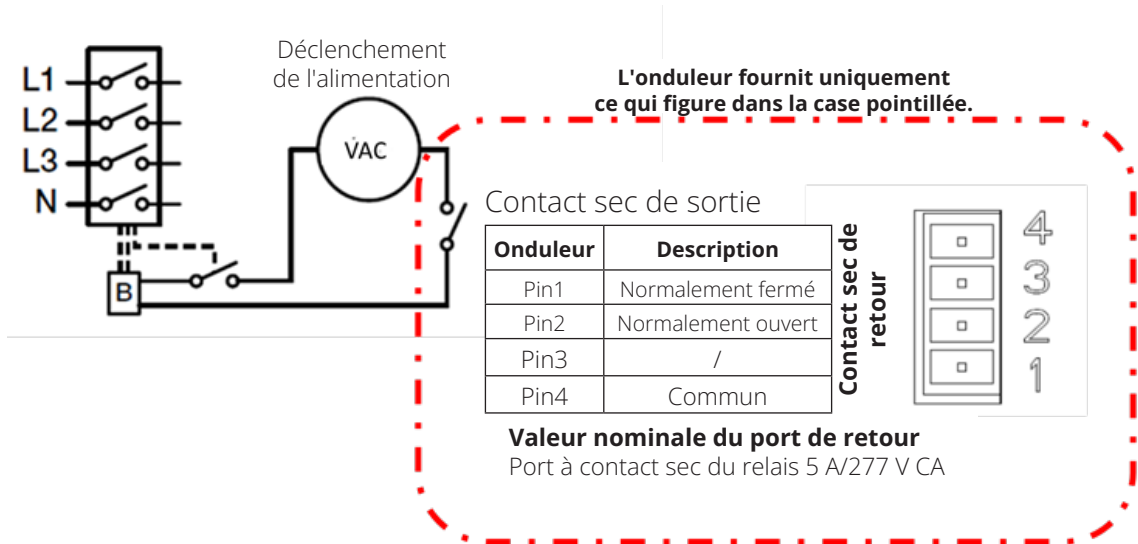 Déclenchement
de l'alimentation
L1
L2
L3
N
VAC
B
L'onduleur fournit uniquement
ce qui figure dans la case pointillée.
Contact sec de sortie
Onduleur Description
Pin1 Normalement fermé
Pin2 Normalement ouvert
Pin3 /
Pin4 Commun
Contact sec de
retour
4
3
2
1
Valeur nominale du port de retour
Port à contact sec du relais 5 A/277 V CA